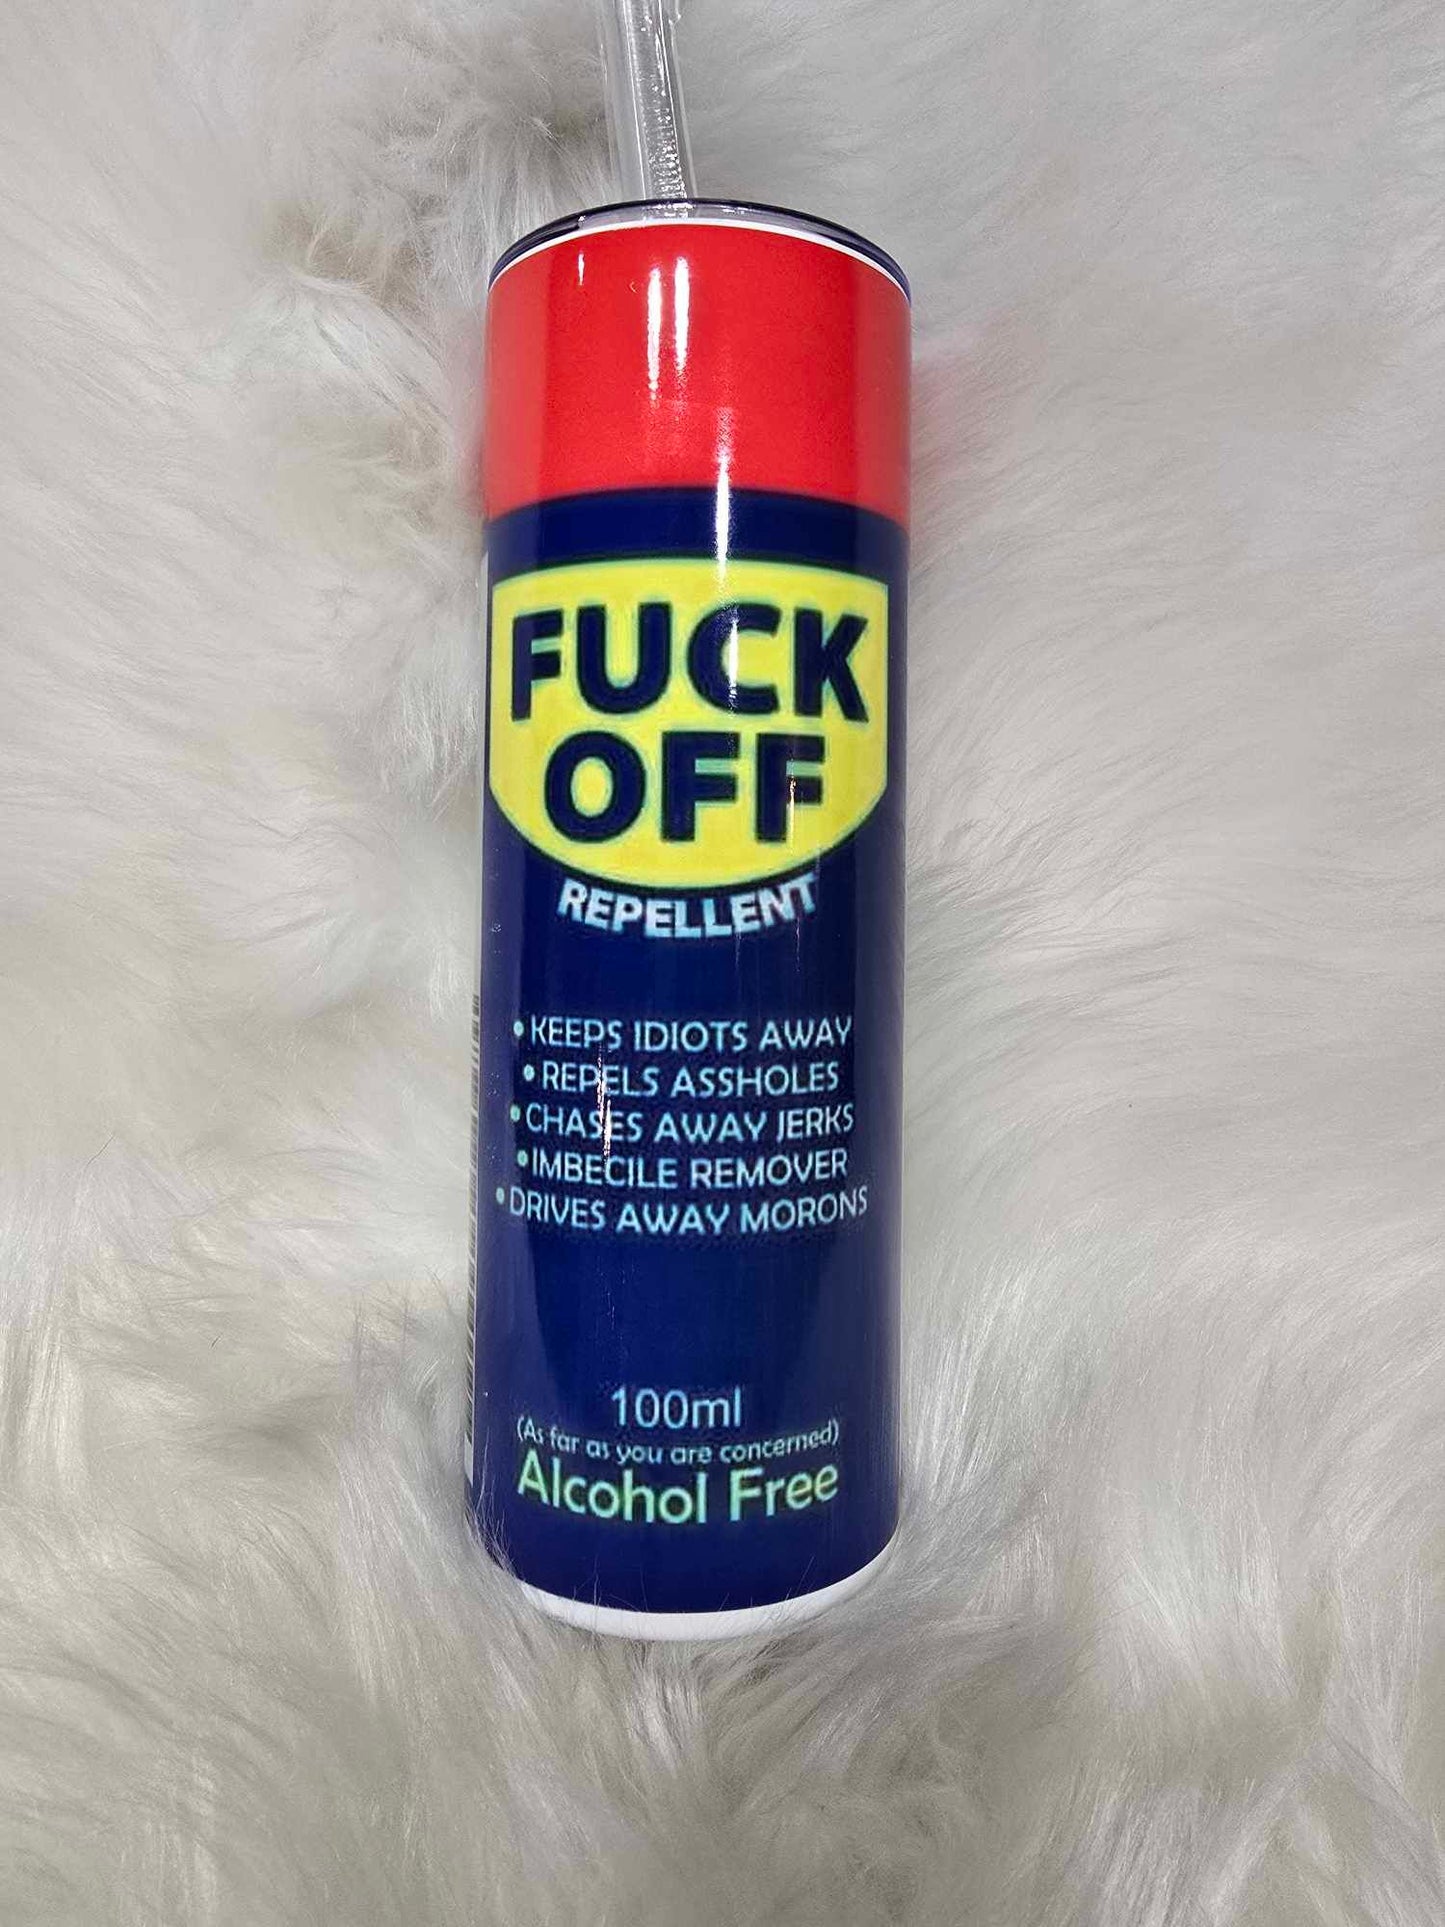 FUCK
OFF
REPELLENT
• KEEPS IDIOTS AWAY
• REPELS ASSHOLES
• CHASES AWAY JERKS
• IMBECILE REMOVER
• DRIVES AWAY MORONS
100ml
(As far as you are concerned)
Alcohol Free